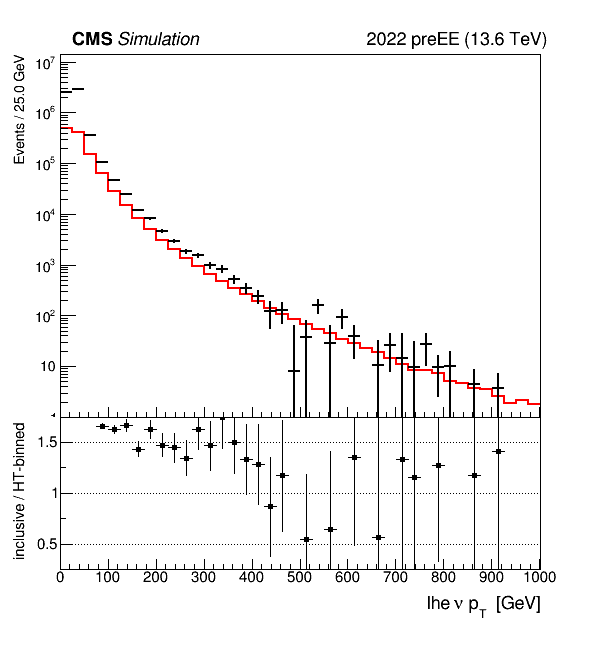 CMS Simulation 2022 preEE (13.6 TeV)
Events / 25.0 GeV
10^7
10^6
10^5
10^4
10^3
10^2
10
inclusive / HT-binned
1.5
1
0.5
0 100 200 300 400 500 600 700 800 900 1000
lhe ν p_T [GeV]